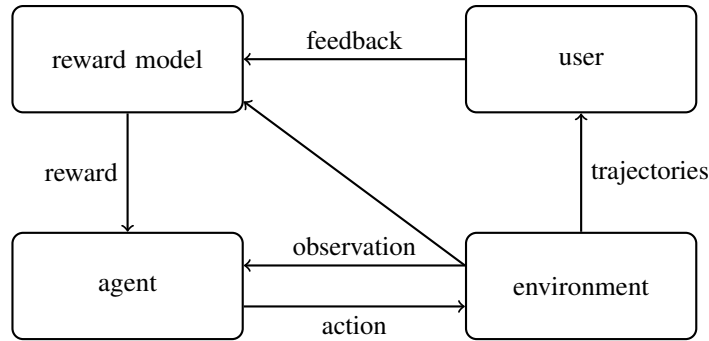 feedback
reward model
user
reward
trajectories
observation
agent
environment
action